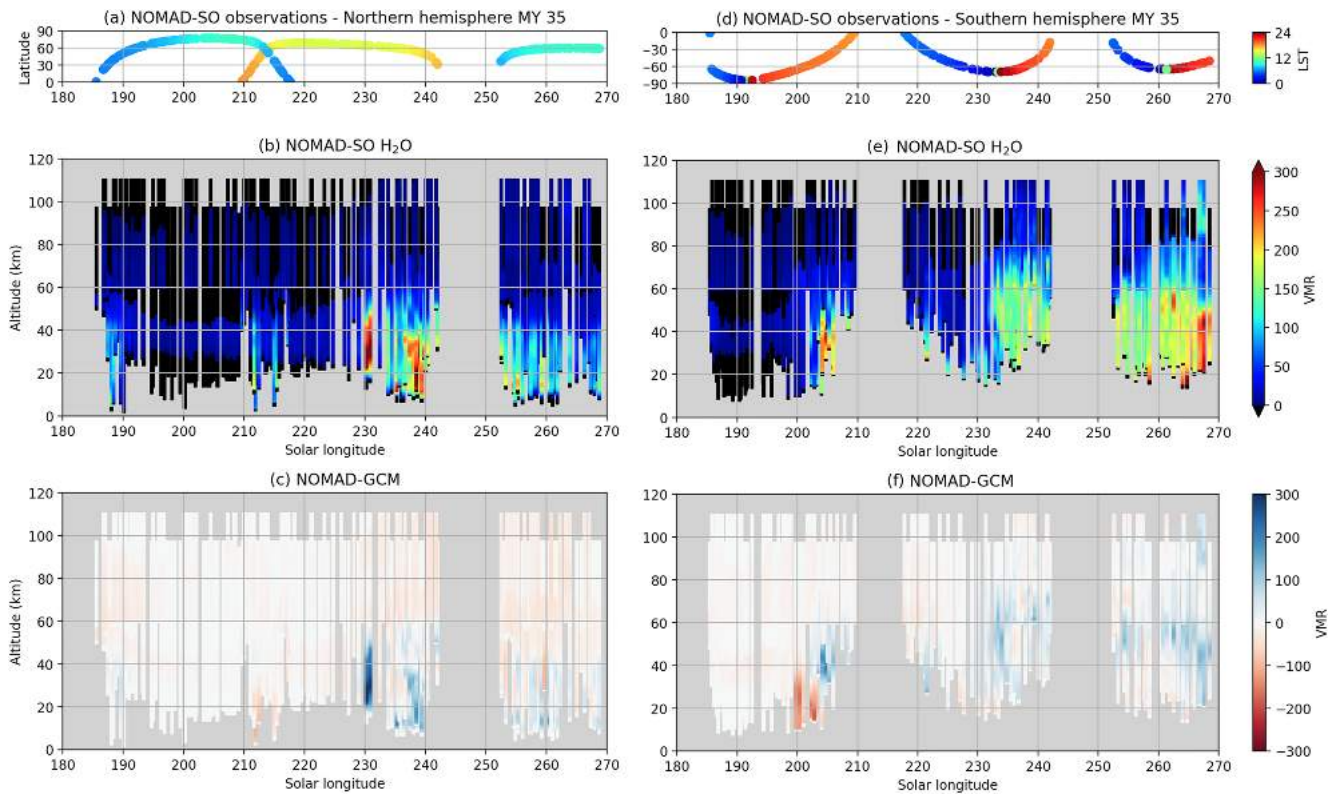 (a) NOMAD-SO observations - Northern hemisphere MY 35
Latitude
90
60
30
0
180 190 200 210 220 230 240 250 260 270
(d) NOMAD-SO observations - Southern hemisphere MY 35
0
−30
−60
−90
180 190 200 210 220 230 240 250 260 270
24
12
0
LST
(b) NOMAD-SO H₂O
Altitude (km)
120
100
80
60
40
20
0
180 190 200 210 220 230 240 250 260 270
Solar longitude
(e) NOMAD-SO H₂O
120
100
80
60
40
20
0
180 190 200 210 220 230 240 250 260 270
Solar longitude
300
250
200
150
100
50
0
VMR
(c) NOMAD-GCM
Altitude (km)
120
100
80
60
40
20
0
180 190 200 210 220 230 240 250 260 270
Solar longitude
(f) NOMAD-GCM
120
100
80
60
40
20
0
180 190 200 210 220 230 240 250 260 270
Solar longitude
300
200
100
0
−100
−200
−300
VMR